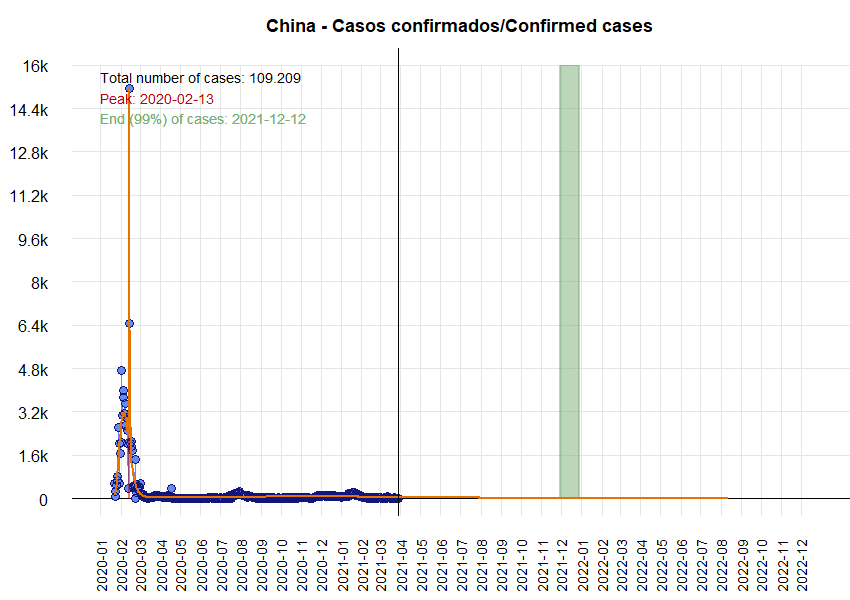 China - Casos confirmados/Confirmed cases
16k
Total number of cases: 109.209
Peak: 2020-02-13
14.4k
End (99%) of cases: 2021-12-12
12.8k
11.2k
9.6k
8k
6.4k
4.8k
3.2k
1.6k
0
2020-01
2020-02
2020-03
2020-04
2020-05
2020-06
2020-07
2020-08
2020-09
2020-10
2020-11
2020-12
2021-01
2021-02
2021-03
2021-04
2021-05
2021-06
2021-07
2021-08
2021-09
2021-10
2021-11
2021-12
2022-01
2022-02
2022-03
2022-04
2022-05
2022-06
2022-07
2022-08
2022-09
2022-10
2022-11
2022-12